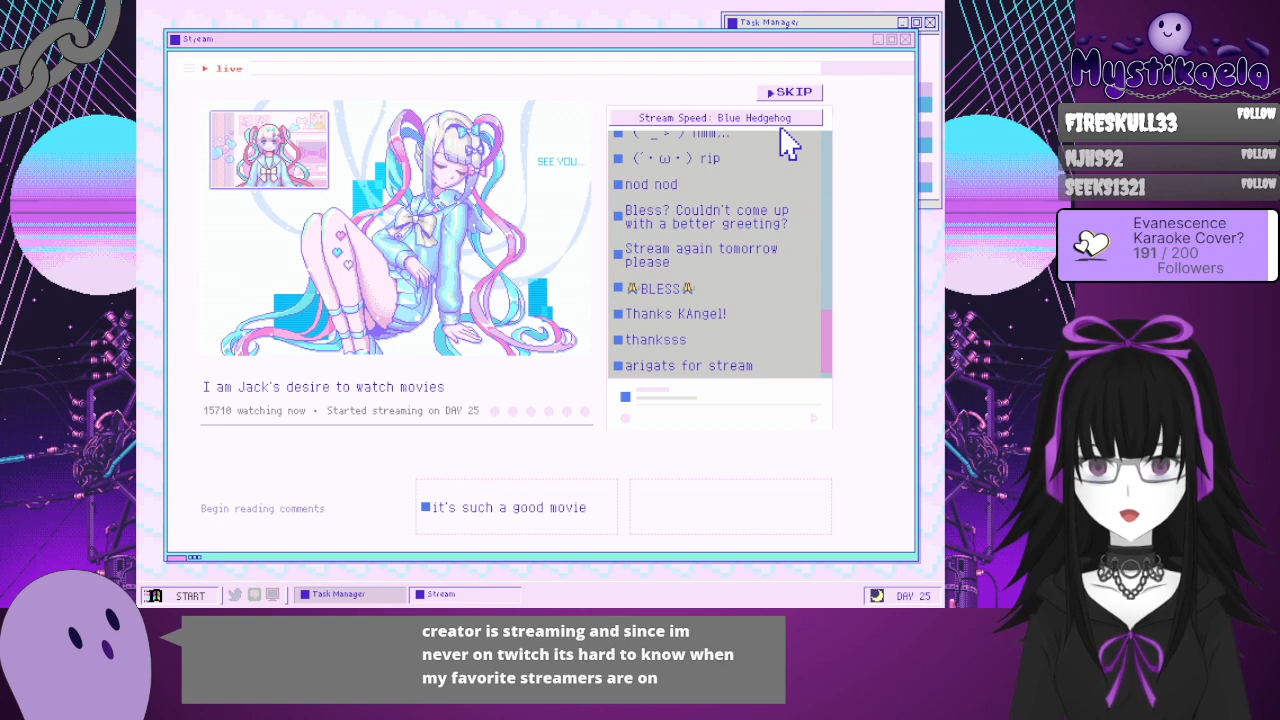 Task Manager
Stream
live
SKIP
Stream Speed: Blue Hedgehog
(´・ω・) rip
nod nod
Bless? Couldn't come up
with a better greeting?
Stream again tomorrow
please
🙏BLESS🙏
Thanks KAngel!
thanksss
arigats for stream
SEE YOU...
I am Jack's desire to watch movies
15710 watching now • Started streaming on DAY 25
Begin reading comments
it's such a good movie
START
Task Manager
Stream
DAY 25
creator is streaming and since im
never on twitch its hard to know when
my favorite streamers are on
Mystikaela
FIRESKULL33 FOLLOW
NJHS92 FOLLOW
SEEKS1321 FOLLOW
Evanescence
Karaoke Cover?
191 / 200
Followers